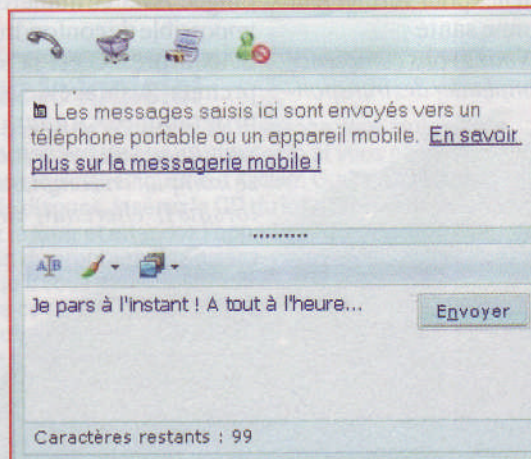 Les messages saisis ici sont envoyés vers un
téléphone portable ou un appareil mobile. En savoir
plus sur la messagerie mobile !
Je pars à l'instant ! A tout à l'heure...
Envoyer
Caractères restants : 99